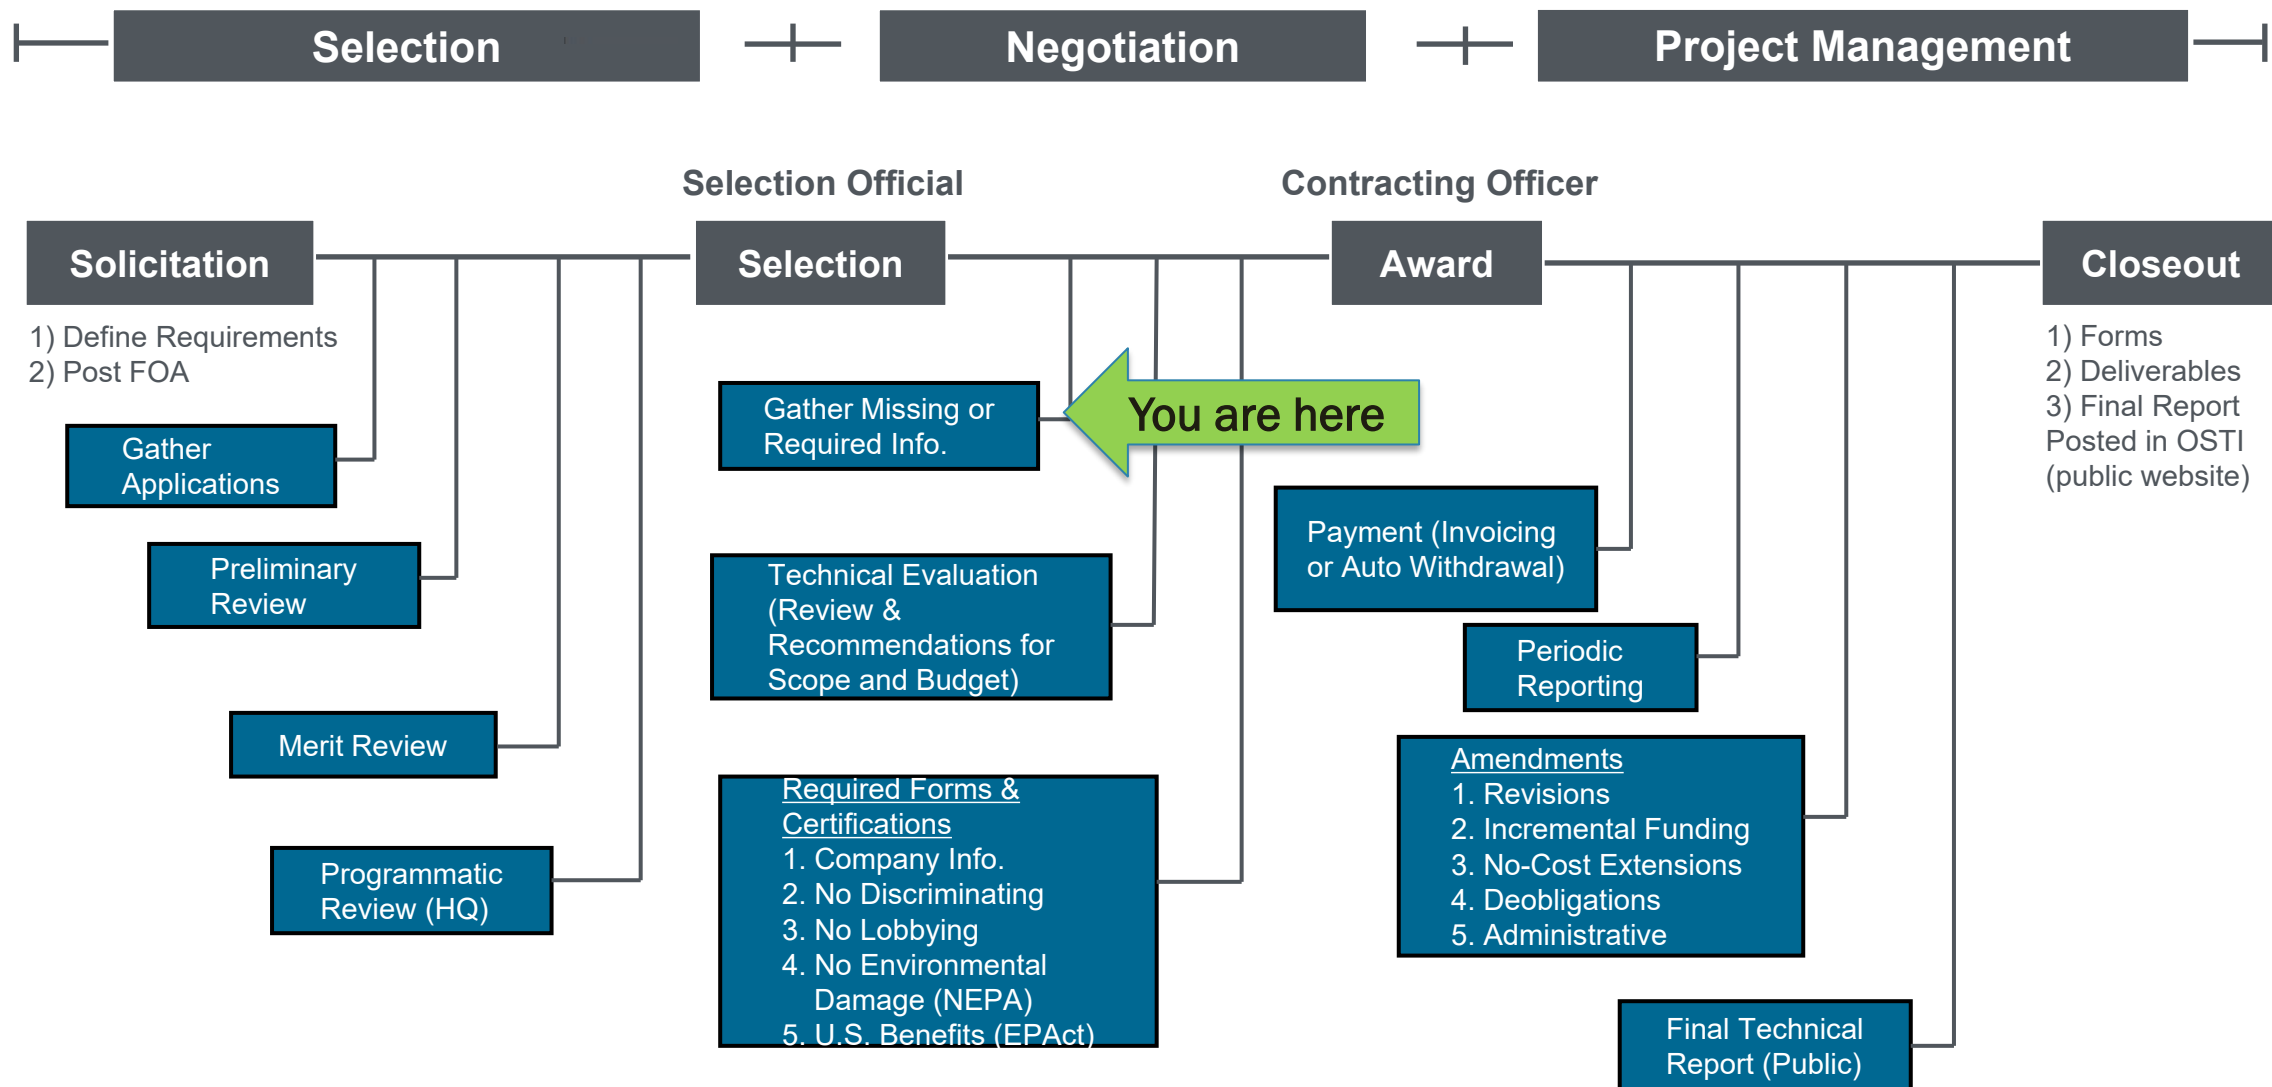 Selection
Negotiation
Project Management
Selection Official
Contracting Officer
Solicitation
Selection
Award
Closeout
1) Define Requirements
2) Post FOA
Gather
Applications
Preliminary
Review
Merit Review
Programmatic
Review (HQ)
Gather Missing or
Required Info.
You are here
Technical Evaluation
(Review &
Recommendations for
Scope and Budget)
Required Forms &
Certifications
1. Company Info.
2. No Discriminating
3. No Lobbying
4. No Environmental
Damage (NEPA)
5. U.S. Benefits (EPAct)
Payment (Invoicing
or Auto Withdrawal)
Periodic
Reporting
Amendments
1. Revisions
2. Incremental Funding
3. No-Cost Extensions
4. Deobligations
5. Administrative
Final Technical
Report (Public)
1) Forms
2) Deliverables
3) Final Report
Posted in OSTI
(public website)